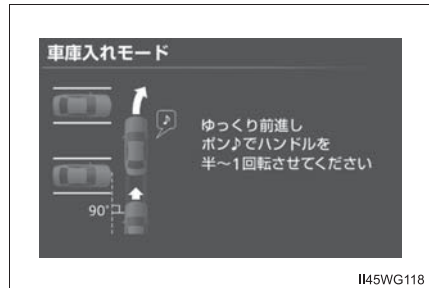 車庫入れモード
ゆっくり前進し
ポン♪でハンドルを
半～1回転させてください
♪
90°
II45WG118